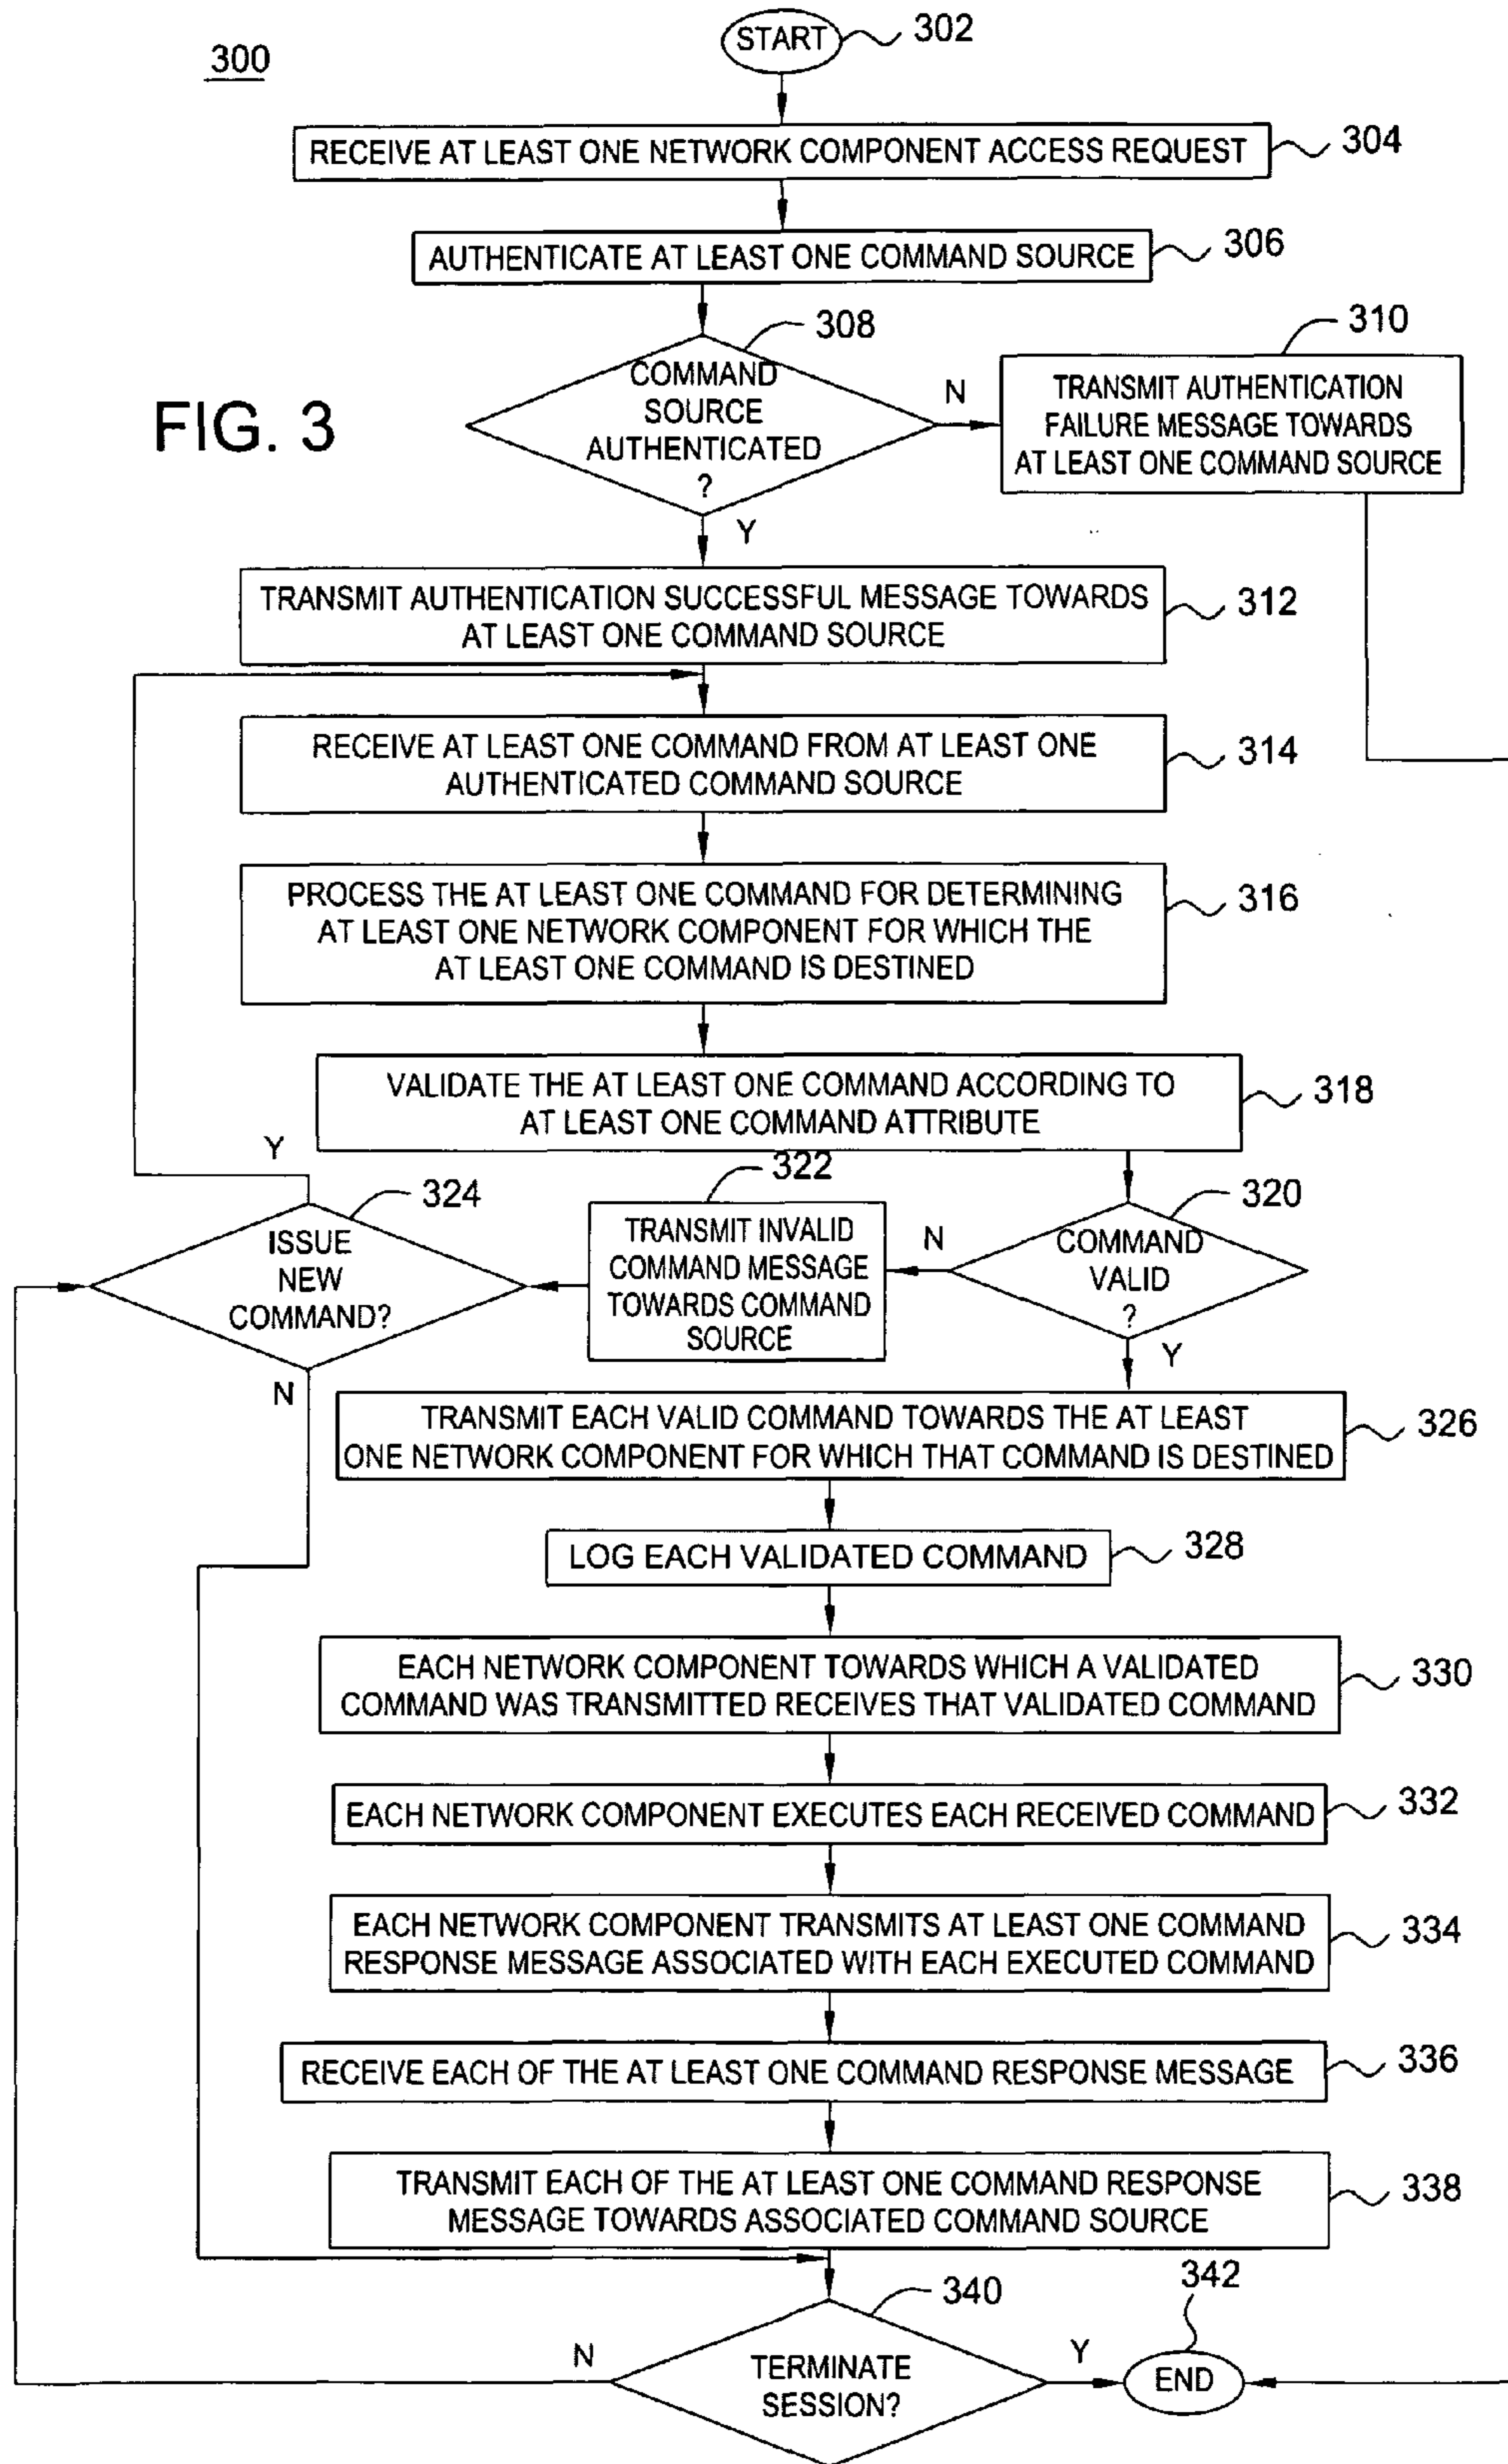 START
302
300
RECEIVE AT LEAST ONE NETWORK COMPONENT ACCESS REQUEST
304
AUTHENTICATE AT LEAST ONE COMMAND SOURCE
306
308
COMMAND
SOURCE
AUTHENTICATED
?
N
310
TRANSMIT AUTHENTICATION
FAILURE MESSAGE TOWARDS
AT LEAST ONE COMMAND SOURCE
FIG. 3
Y
TRANSMIT AUTHENTICATION SUCCESSFUL MESSAGE TOWARDS
AT LEAST ONE COMMAND SOURCE
312
RECEIVE AT LEAST ONE COMMAND FROM AT LEAST ONE
AUTHENTICATED COMMAND SOURCE
314
PROCESS THE AT LEAST ONE COMMAND FOR DETERMINING
AT LEAST ONE NETWORK COMPONENT FOR WHICH THE
AT LEAST ONE COMMAND IS DESTINED
316
VALIDATE THE AT LEAST ONE COMMAND ACCORDING TO
AT LEAST ONE COMMAND ATTRIBUTE
318
Y
324
ISSUE
NEW
COMMAND?
N
322
TRANSMIT INVALID
COMMAND MESSAGE
TOWARDS COMMAND
SOURCE
N
320
COMMAND
VALID
?
Y
TRANSMIT EACH VALID COMMAND TOWARDS THE AT LEAST
ONE NETWORK COMPONENT FOR WHICH THAT COMMAND IS DESTINED
326
LOG EACH VALIDATED COMMAND
328
EACH NETWORK COMPONENT TOWARDS WHICH A VALIDATED
COMMAND WAS TRANSMITTED RECEIVES THAT VALIDATED COMMAND
330
EACH NETWORK COMPONENT EXECUTES EACH RECEIVED COMMAND
332
EACH NETWORK COMPONENT TRANSMITS AT LEAST ONE COMMAND
RESPONSE MESSAGE ASSOCIATED WITH EACH EXECUTED COMMAND
334
RECEIVE EACH OF THE AT LEAST ONE COMMAND RESPONSE MESSAGE
336
TRANSMIT EACH OF THE AT LEAST ONE COMMAND RESPONSE
MESSAGE TOWARDS ASSOCIATED COMMAND SOURCE
338
340
TERMINATE
SESSION?
N
Y
342
END